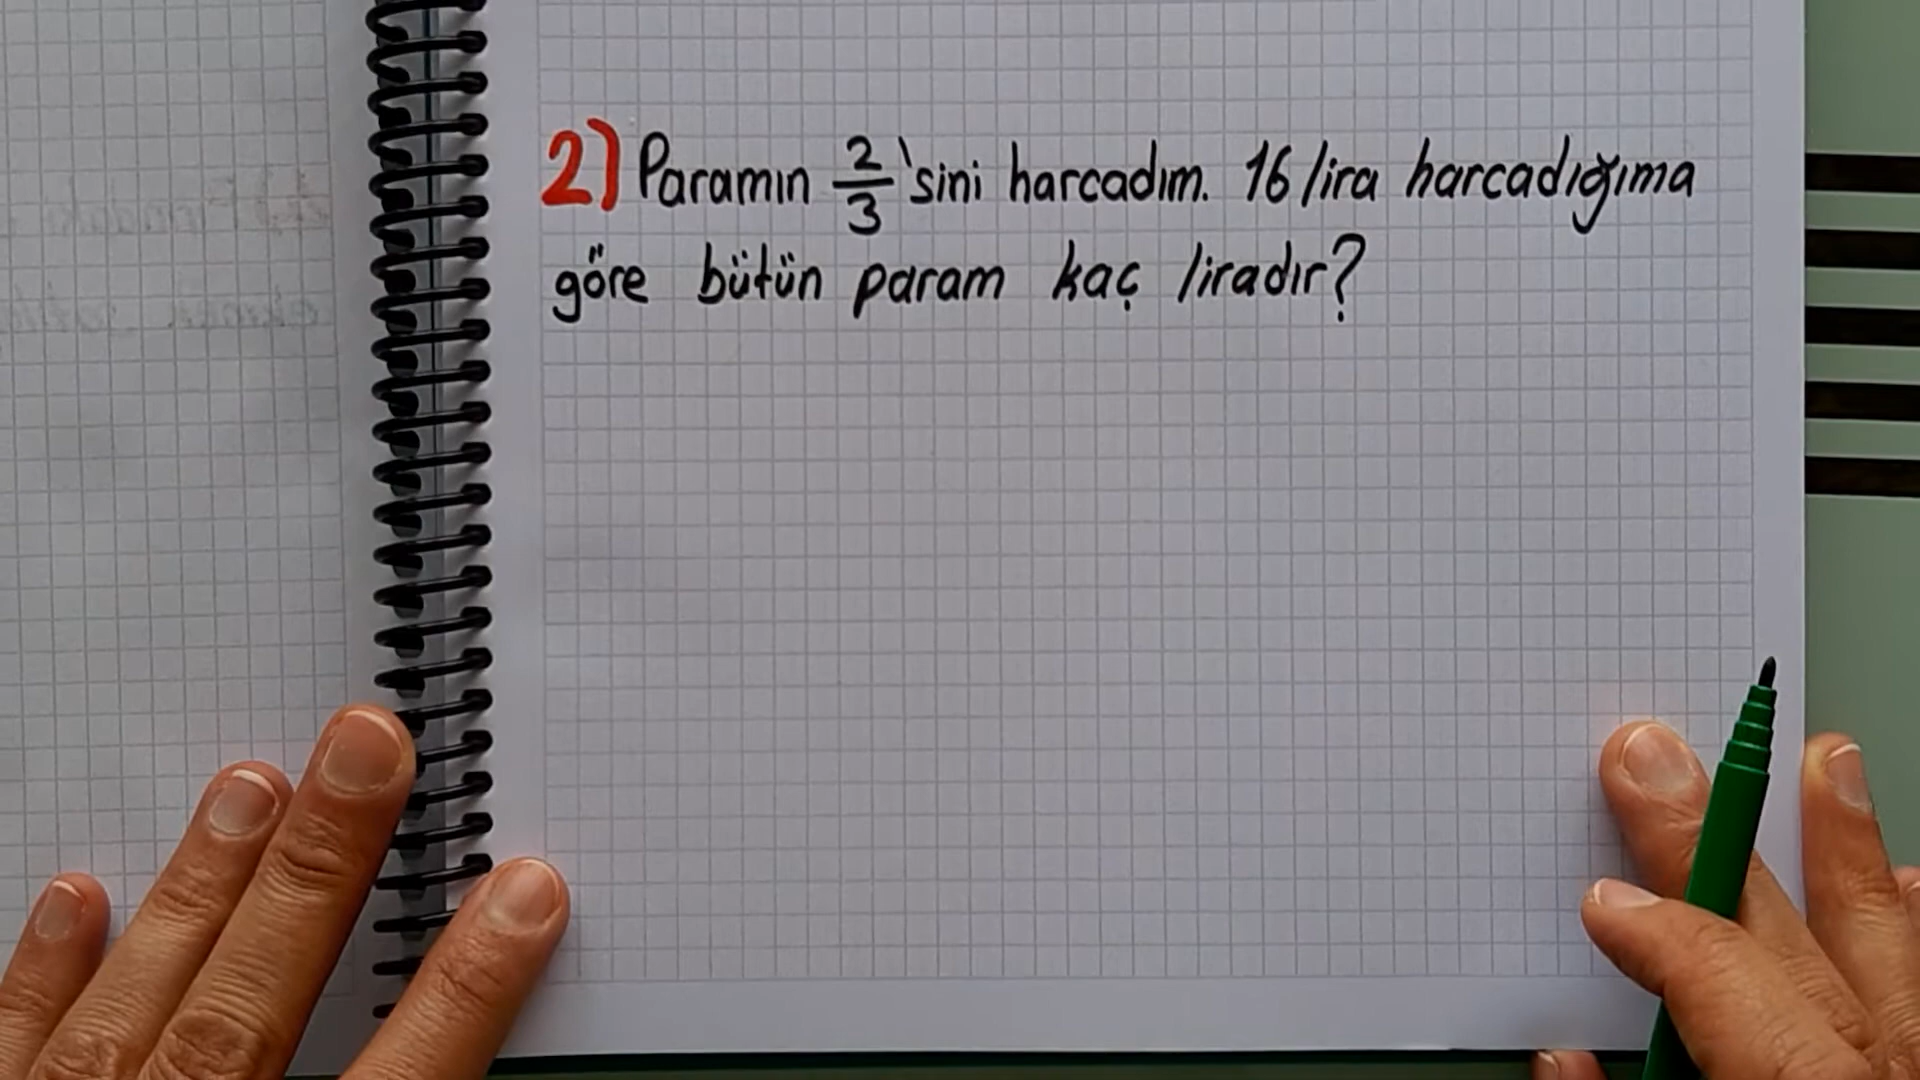 2) Paramın 2/3'sini harcadım. 16 lira harcadığıma
göre bütün param kaç liradır?